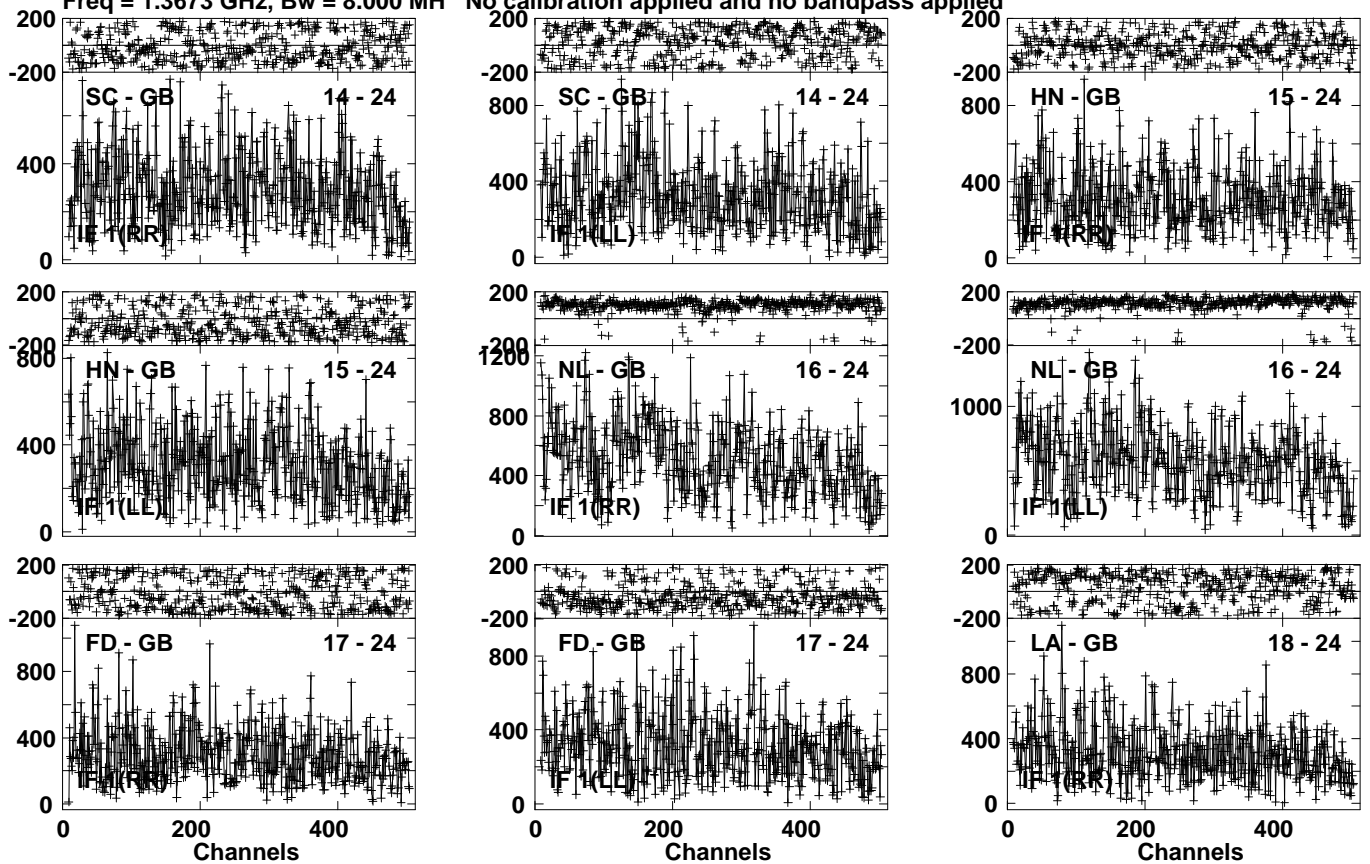 Freq = 1.3673 GHz, Bw = 8.000 MH No calibration applied and no bandpass applied
200 200 200
-200 -200 -200
SC - GB 14 - 24 SC - GB 14 - 24 HN - GB 15 - 24
800 800
400 400 400
IF 1(RR) IF 1(LL) IF 1(RR)
0 0 0
200 200 200
-200 -200 -200
800 1200
HN - GB 15 - 24 NL - GB 16 - 24 NL - GB 16 - 24
800 1000
400 400
IF 1(LL) IF 1(RR) IF 1(LL)
0 0 0
200 200 200
-200 -200 -200
FD - GB 17 - 24 FD - GB 17 - 24 LA - GB 18 - 24
800 800 800
400 400 400
IF 1(RR) IF 1(LL) IF 1(RR)
0 0 0
0 200 400 0 200 400 0 200 400
Channels Channels Channels